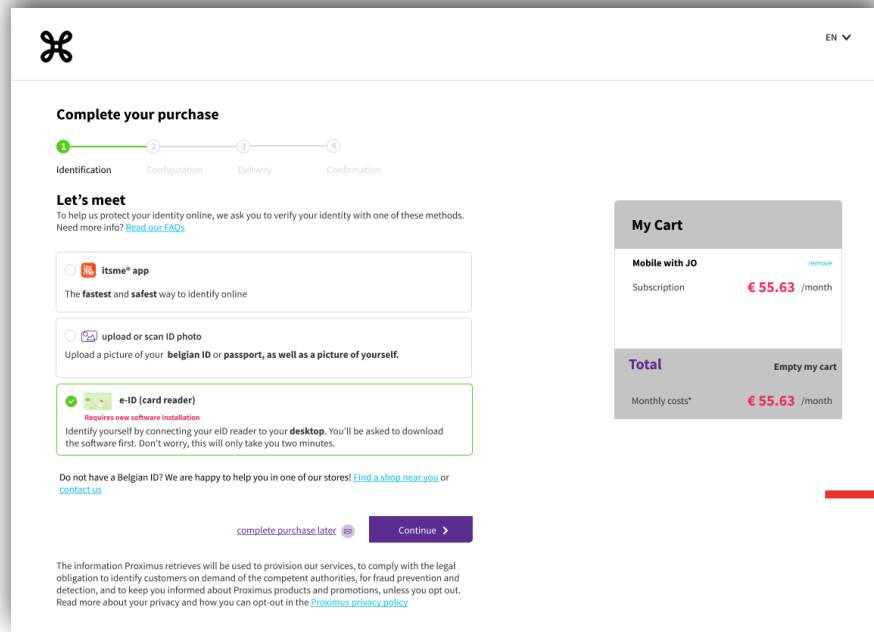 EN
Complete your purchase
1 2 3 4
Identification Configuration Delivery Confirmation
Let's meet
To help us protect your identity online, we ask you to verify your identity with one of these methods.
Need more info? Read our FAQs
its
me
itsme® app
The fastest and safest way to identify online
upload or scan ID photo
Upload a picture of your belgian ID or passport, as well as a picture of yourself.
e-ID (card reader)
Requires new software installation
Identify yourself by connecting your eID reader to your desktop. You'll be asked to download
the software first. Don't worry, this will only take you two minutes.
Do not have a Belgian ID? We are happy to help you in one of our stores! Find a shop near you or
contact us
complete purchase later
Continue
The information Proximus retrieves will be used to provision our services, to comply with the legal
obligation to identify customers on demand of the competent authorities, for fraud prevention and
detection, and to keep you informed about Proximus products and promotions, unless you opt out.
Read more about your privacy and how you can opt-out in the Proximus privacy policy
My Cart
Mobile with JO remove
Subscription € 55.63 /month
Total Empty my cart
Monthly costs* € 55.63 /month